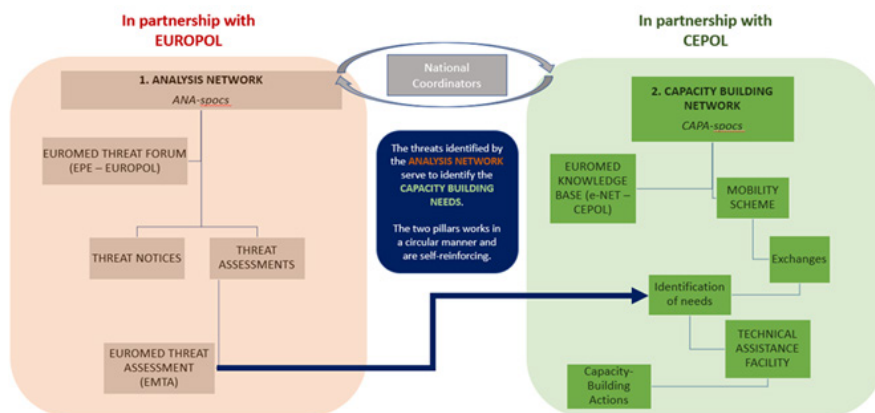 In partnership with
EUROPOL
1. ANALYSIS NETWORK
ANA-spocs
EUROMED THREAT FORUM
(EPE – EUROPOL)
THREAT NOTICES
THREAT
ASSESSMENTS
EUROMED THREAT
ASSESSMENT
(EMTA)
National
Coordinators
The threats identified by
the ANALYSIS NETWORK
serve to identify the
CAPACITY BUILDING
NEEDS.
The two pillars works in
a circular manner and
are self-reinforcing.
In partnership with
CEPOL
2. CAPACITY BUILDING
NETWORK
CAPA-spocs
EUROMED
KNOWLEDGE
BASE (e-NET –
CEPOL)
MOBILITY
SCHEME
Exchanges
Identification
of needs
TECHNICAL
ASSISTANCE
FACILITY
Capacity-
Building
Actions